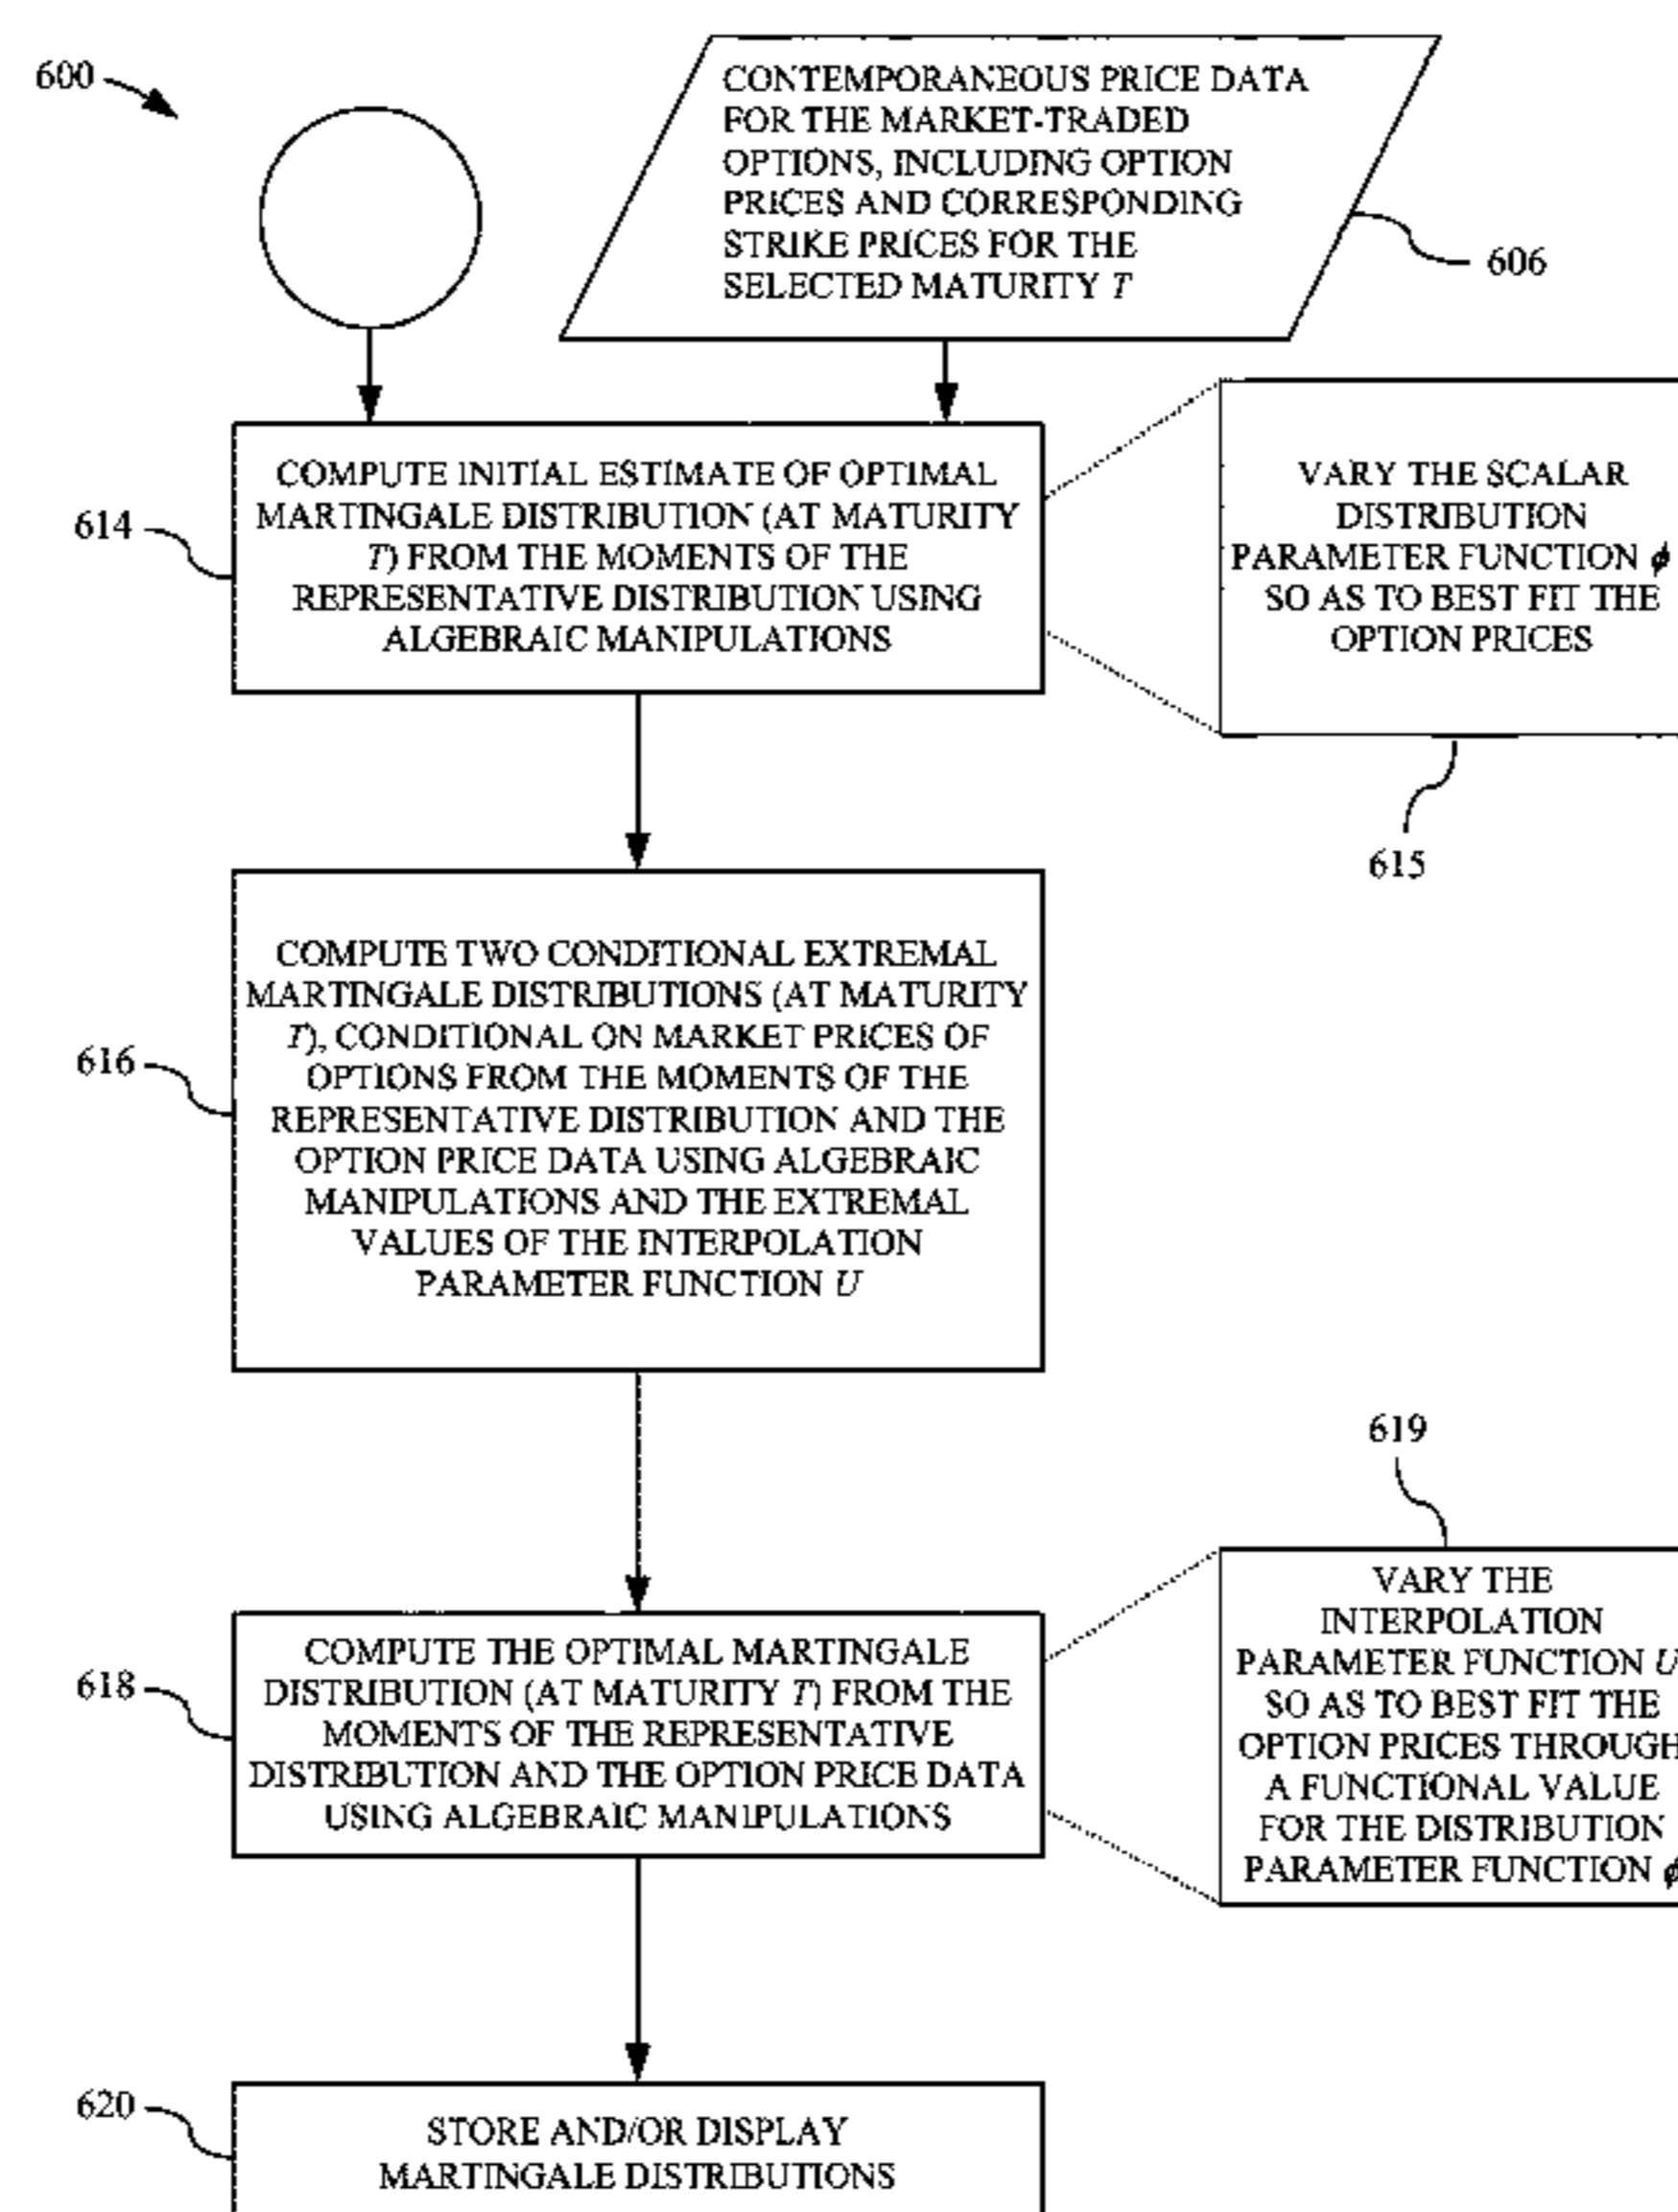 600
CONTEMPORANEOUS PRICE DATA
FOR THE MARKET-TRADED
OPTIONS, INCLUDING OPTION
PRICES AND CORRESPONDING
STRIKE PRICES FOR THE
SELECTED MATURITY T
606
614
COMPUTE INITIAL ESTIMATE OF OPTIMAL
MARTINGALE DISTRIBUTION (AT MATURITY
T) FROM THE MOMENTS OF THE
REPRESENTATIVE DISTRIBUTION USING
ALGEBRAIC MANIPULATIONS
VARY THE SCALAR
DISTRIBUTION
PARAMETER FUNCTION ϕ
SO AS TO BEST FIT THE
OPTION PRICES
615
616
COMPUTE TWO CONDITIONAL EXTREMAL
MARTINGALE DISTRIBUTIONS (AT MATURITY
T), CONDITIONAL ON MARKET PRICES OF
OPTIONS FROM THE MOMENTS OF THE
REPRESENTATIVE DISTRIBUTION AND THE
OPTION PRICE DATA USING ALGEBRAIC
MANIPULATIONS AND THE EXTREMAL
VALUES OF THE INTERPOLATION
PARAMETER FUNCTION U
618
COMPUTE THE OPTIMAL MARTINGALE
DISTRIBUTION (AT MATURITY T) FROM THE
MOMENTS OF THE REPRESENTATIVE
DISTRIBUTION AND THE OPTION PRICE DATA
USING ALGEBRAIC MANIPULATIONS
619
VARY THE
INTERPOLATION
PARAMETER FUNCTION U
SO AS TO BEST FIT THE
OPTION PRICES THROUGH
A FUNCTIONAL VALUE
FOR THE DISTRIBUTION
PARAMETER FUNCTION ϕ
620
STORE AND/OR DISPLAY
MARTINGALE DISTRIBUTIONS